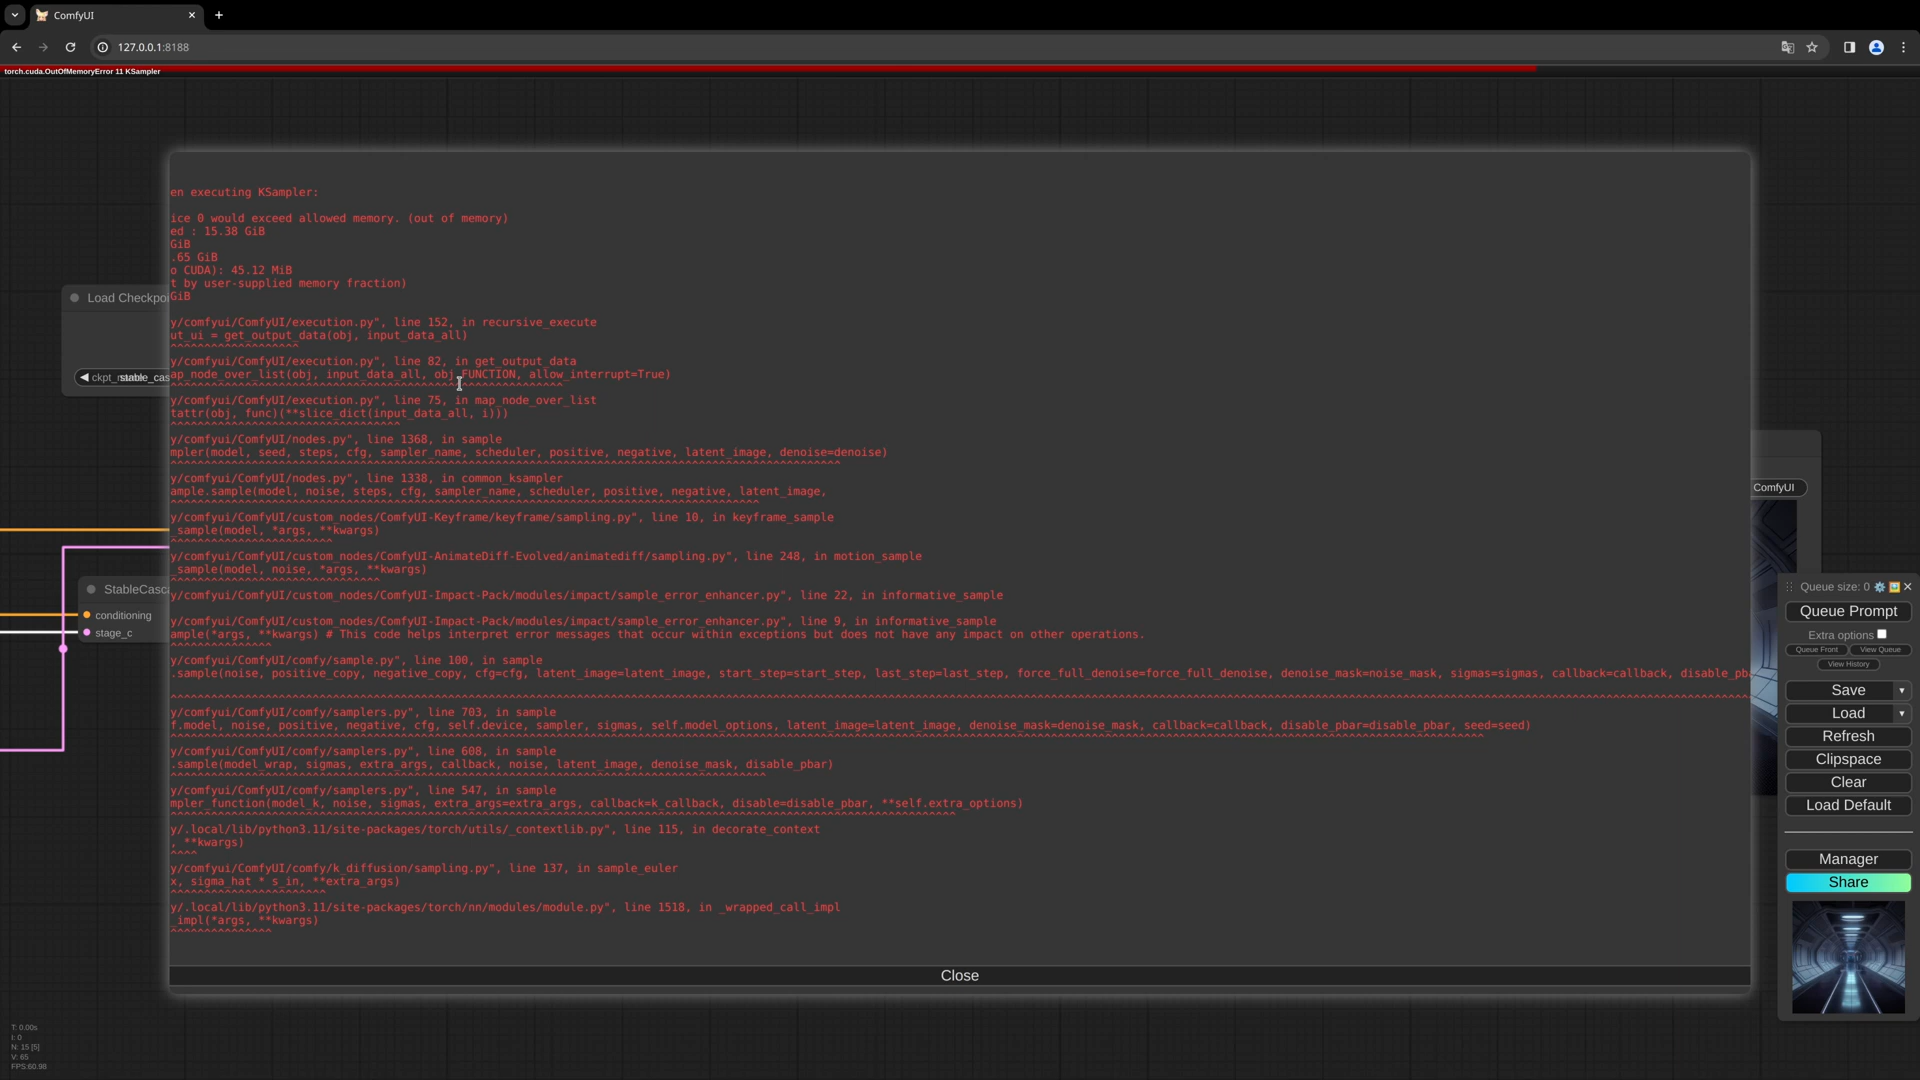 ComfyUI
127.0.0.1:8188
torch.cuda.OutOfMemoryError 11 KSampler
en executing KSampler:
ice 0 would exceed allowed memory. (out of memory)
ed : 15.38 GiB
GiB
.65 GiB
o CUDA): 45.12 MiB
t by user-supplied memory fraction)
GiB
y/comfyui/ComfyUI/execution.py", line 152, in recursive_execute
ut_ui = get_output_data(obj, input_data_all)
^^^^^^^^^^^^^^^^^^^
y/comfyui/ComfyUI/execution.py", line 82, in get_output_data
ap_node_over_list(obj, input_data_all, obj.FUNCTION, allow_interrupt=True)
y/comfyui/ComfyUI/execution.py", line 75, in map_node_over_list
tattr(obj, func)(**slice_dict(input_data_all, i)))
y/comfyui/ComfyUI/nodes.py", line 1368, in sample
mpler(model, seed, steps, cfg, sampler_name, scheduler, positive, negative, latent_image, denoise=denoise)
y/comfyui/ComfyUI/nodes.py", line 1338, in common_ksampler
ample.sample(model, noise, steps, cfg, sampler_name, scheduler, positive, negative, latent_image,
y/comfyui/ComfyUI/custom_nodes/ComfyUI-Keyframe/keyframe/sampling.py", line 10, in keyframe_sample
_sample(model, *args, **kwargs)
y/comfyui/ComfyUI/custom_nodes/ComfyUI-AnimateDiff-Evolved/animatediff/sampling.py", line 248, in motion_sample
_sample(model, noise, *args, **kwargs)
y/comfyui/ComfyUI/custom_nodes/ComfyUI-Impact-Pack/modules/impact/sample_error_enhancer.py", line 22, in informative_sample
y/comfyui/ComfyUI/custom_nodes/ComfyUI-Impact-Pack/modules/impact/sample_error_enhancer.py", line 9, in informative_sample
ample(*args, **kwargs) # This code helps interpret error messages that occur within exceptions but does not have any impact on other operations.
y/comfyui/ComfyUI/comfy/sample.py", line 100, in sample
.sample(noise, positive_copy, negative_copy, cfg=cfg, latent_image=latent_image, start_step=start_step, last_step=last_step, force_full_denoise=force_full_denoise, denoise_mask=noise_mask, sigmas=sigmas, callback=callback, disable_pb
y/comfyui/ComfyUI/comfy/samplers.py", line 703, in sample
f.model, noise, positive, negative, cfg, self.device, sampler, sigmas, self.model_options, latent_image=latent_image, denoise_mask=denoise_mask, callback=callback, disable_pbar=disable_pbar, seed=seed)
y/comfyui/ComfyUI/comfy/samplers.py", line 608, in sample
.sample(model_wrap, sigmas, extra_args, callback, noise, latent_image, denoise_mask, disable_pbar)
y/comfyui/ComfyUI/comfy/samplers.py", line 547, in sample
mpler_function(model_k, noise, sigmas, extra_args=extra_args, callback=k_callback, disable=disable_pbar, **self.extra_options)
y/.local/lib/python3.11/site-packages/torch/utils/_contextlib.py", line 115, in decorate_context
, **kwargs)
^^^^
y/comfyui/ComfyUI/comfy/k_diffusion/sampling.py", line 137, in sample_euler
x, sigma_hat * s_in, **extra_args)
y/.local/lib/python3.11/site-packages/torch/nn/modules/module.py", line 1518, in _wrapped_call_impl
_impl(*args, **kwargs)
^^^^^^^^^^^^^^^
Close
Load Checkpoi
stable_cas
StableCasc
conditioning
stage_c
ComfyUI
Queue size: 0
Queue Prompt
Extra options
Queue Front
View Queue
View History
Save
Load
Refresh
Clipspace
Clear
Load Default
Manager
Share
T: 0.00s
I: 0
N: 15 [5]
V: 65
FPS:60.98